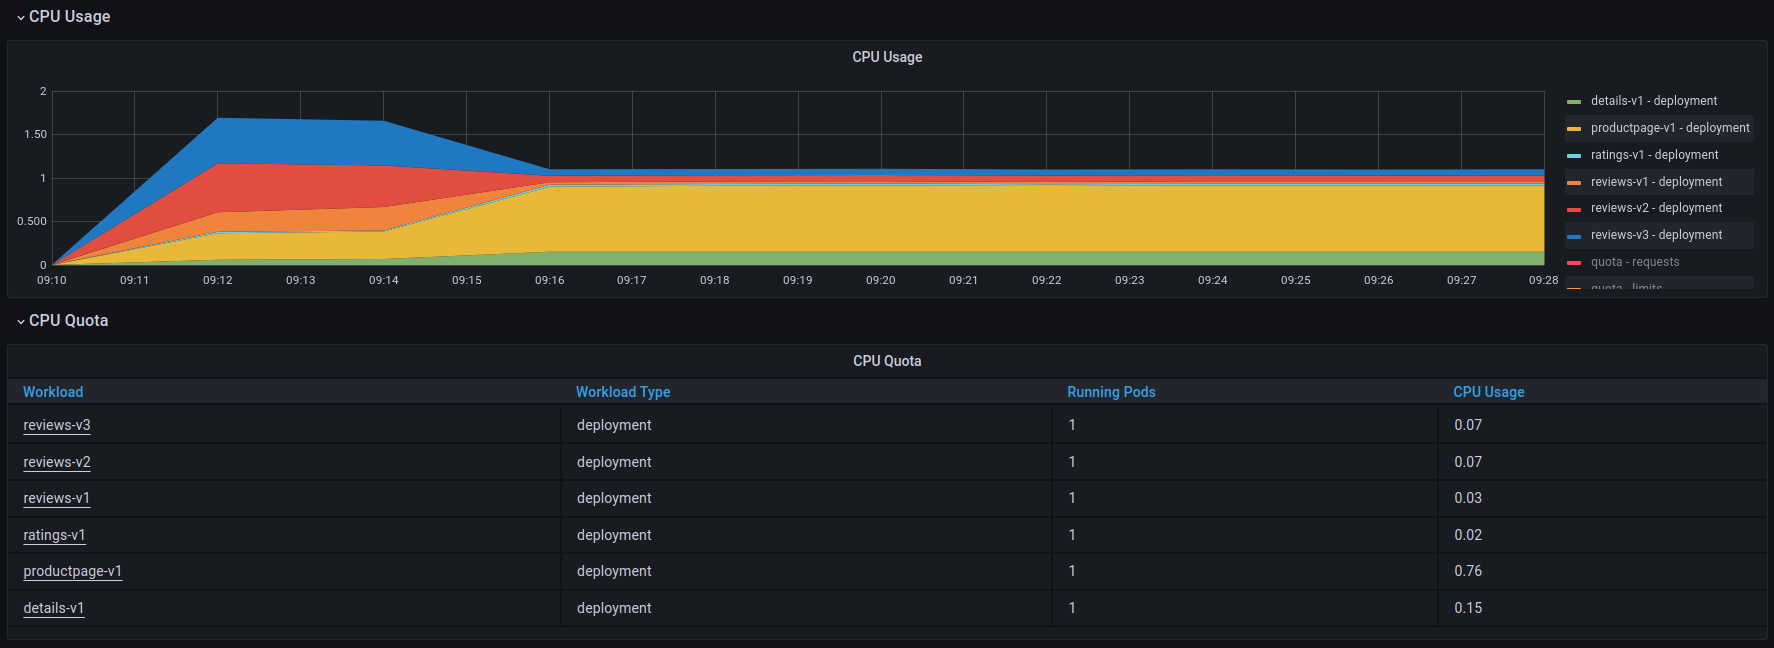 CPU Usage
CPU Usage
2
1.50
1
0.500
0
09:10 09:11 09:12 09:13 09:14 09:15 09:16 09:17 09:18 09:19 09:20 09:21 09:22 09:23 09:24 09:25 09:26 09:27 09:28
details-v1 - deployment
productpage-v1 - deployment
ratings-v1 - deployment
reviews-v1 - deployment
reviews-v2 - deployment
reviews-v3 - deployment
quota - requests
quota - limits
CPU Quota
CPU Quota
Workload Workload Type Running Pods CPU Usage
reviews-v3 deployment 1 0.07
reviews-v2 deployment 1 0.07
reviews-v1 deployment 1 0.03
ratings-v1 deployment 1 0.02
productpage-v1 deployment 1 0.76
details-v1 deployment 1 0.15